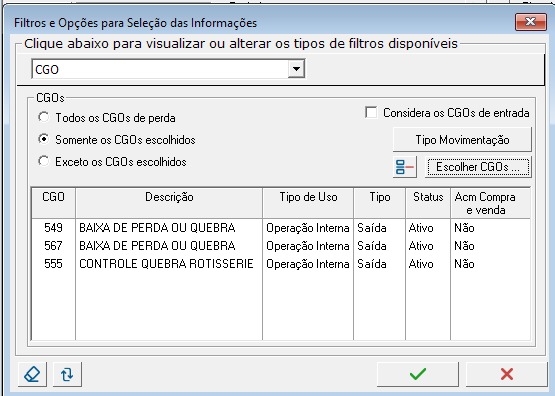 Filtros e Opções para Seleção das Informações
Clique abaixo para visualizar ou alterar os tipos de filtros disponíveis
CGO
CGOs
Todos os CGOs de perda
Considera os CGOs de entrada
Somente os CGOs escolhidos
Tipo Movimentação
Exceto os CGOs escolhidos
Escolher CGOs ...
CGO Descrição Tipo de Uso Tipo Status Acm Compra e venda
549 BAIXA DE PERDA OU QUEBRA Operação Interna Saída Ativo Não
567 BAIXA DE PERDA OU QUEBRA Operação Interna Saída Ativo Não
555 CONTROLE QUEBRA ROTISSERIE Operação Interna Saída Ativo Não